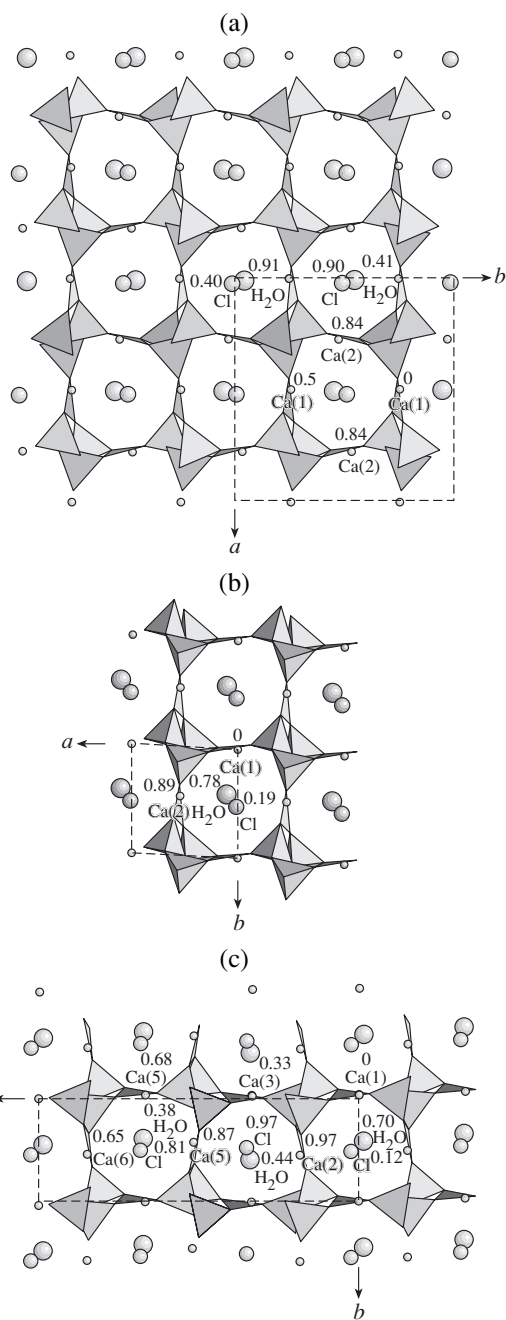 (a)
0.91 0.90 0.41
0.40
b
Cl H₂O Cl H₂O
0.84
Ca(2)
0.5 0
Ca(1) Ca(1)
0.84
Ca(2)
a
(b)
a
0
Ca(1)
0.89 0.78
0.19
Ca(2) H₂O
Cl
b
(c)
0.68 0.33 0
Ca(5) Ca(3) Ca(1)
0.38 0.97 0.70
H₂O Cl H₂O
0.65 0.81 0.87 0.97 0.12
Ca(6) Cl Ca(5) 0.44 Ca(2) Cl
H₂O
b